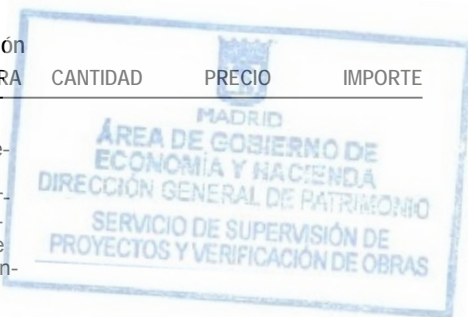 ón
RA CANTIDAD PRECIO IMPORTE
MADRID
ÁREA DE GOBIERNO DE
ECONOMÍA Y HACIENDA
DIRECCIÓN GENERAL DE PATRIMONIO
SERVICIO DE SUPERVISIÓN DE
PROYECTOS Y VERIFICACIÓN DE OBRAS
e-
r-
-
e
n-